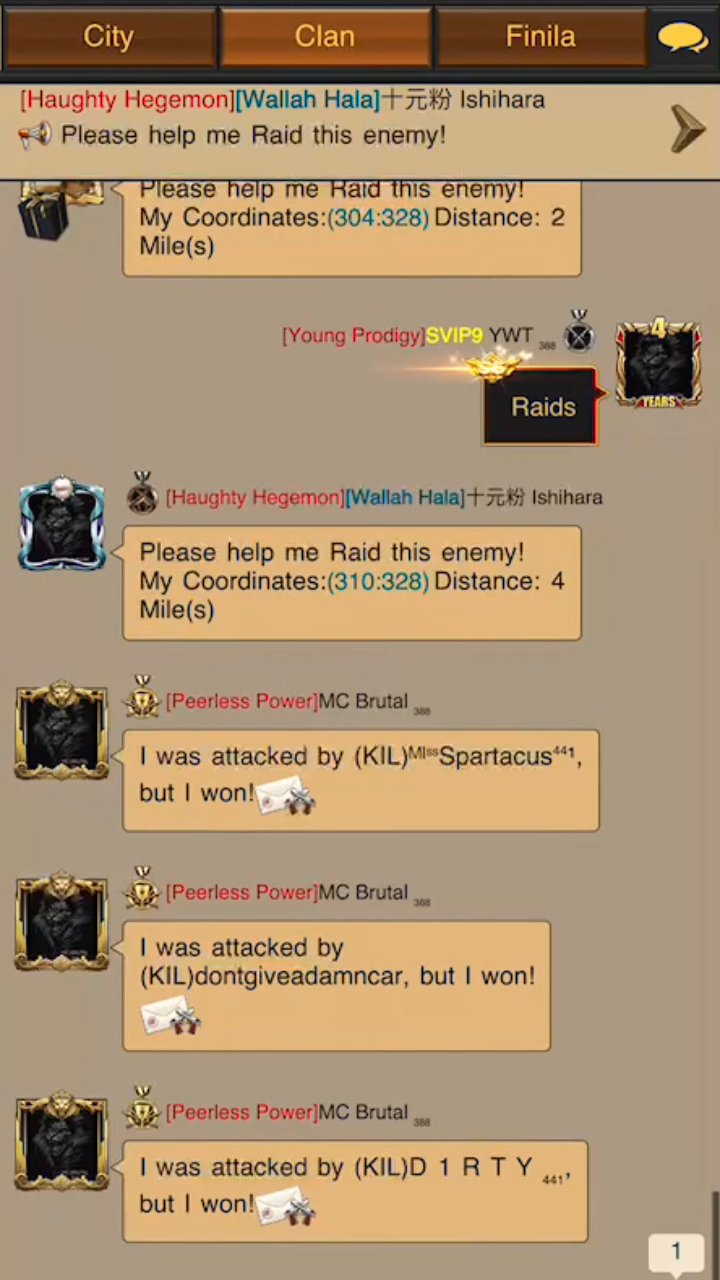 City
Clan
Finila
[Haughty Hegemon][Wallah Hala]十元粉 Ishihara
Please help me Raid this enemy!
Please help me Raid this enemy!
My Coordinates:(304:328) Distance: 2
Mile(s)
[Young Prodigy]SVIP9 YWT 388
4
YEARS
Raids
[Haughty Hegemon][Wallah Hala]十元粉 Ishihara
Please help me Raid this enemy!
My Coordinates:(310:328) Distance: 4
Mile(s)
[Peerless Power]MC Brutal 388
I was attacked by (KIL)ᴹᴵˢˢSpartacus⁴⁴¹,
but I won!
[Peerless Power]MC Brutal 388
I was attacked by
(KIL)dontgiveadamncar, but I won!
[Peerless Power]MC Brutal 388
I was attacked by (KIL)D 1 R T Y ₄₄₁,
but I won!
1